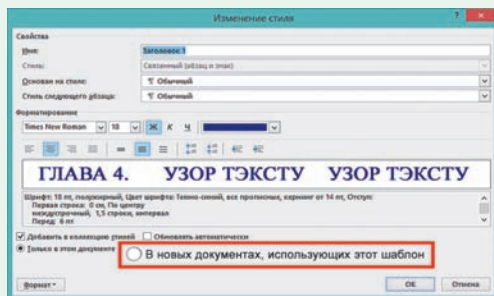 Изменение стиля
Свойства
Имя: Заголовок 1
Стиль: Связанный (абзац и знак)
Основан на стиле: ¶ Обычный
Стиль следующего абзаца: ¶ Обычный
Форматирование
Times New Roman 18 Ж К Ч
ГЛАВА 4. УЗОР ТЭКСТУ УЗОР ТЭКСТУ
Шрифт: 18 пт, полужирный, Цвет шрифта: Темно-синий, все прописные, кернинг от 14 пт, Отступ:
Первая строка: 0 см, По центру
междустрочный, 1,5 строки, интервал
Перед: 6 пт
Добавить в коллекцию стилей Обновлять автоматически
Только в этом документе В новых документах, использующих этот шаблон
Формат ОК Отмена